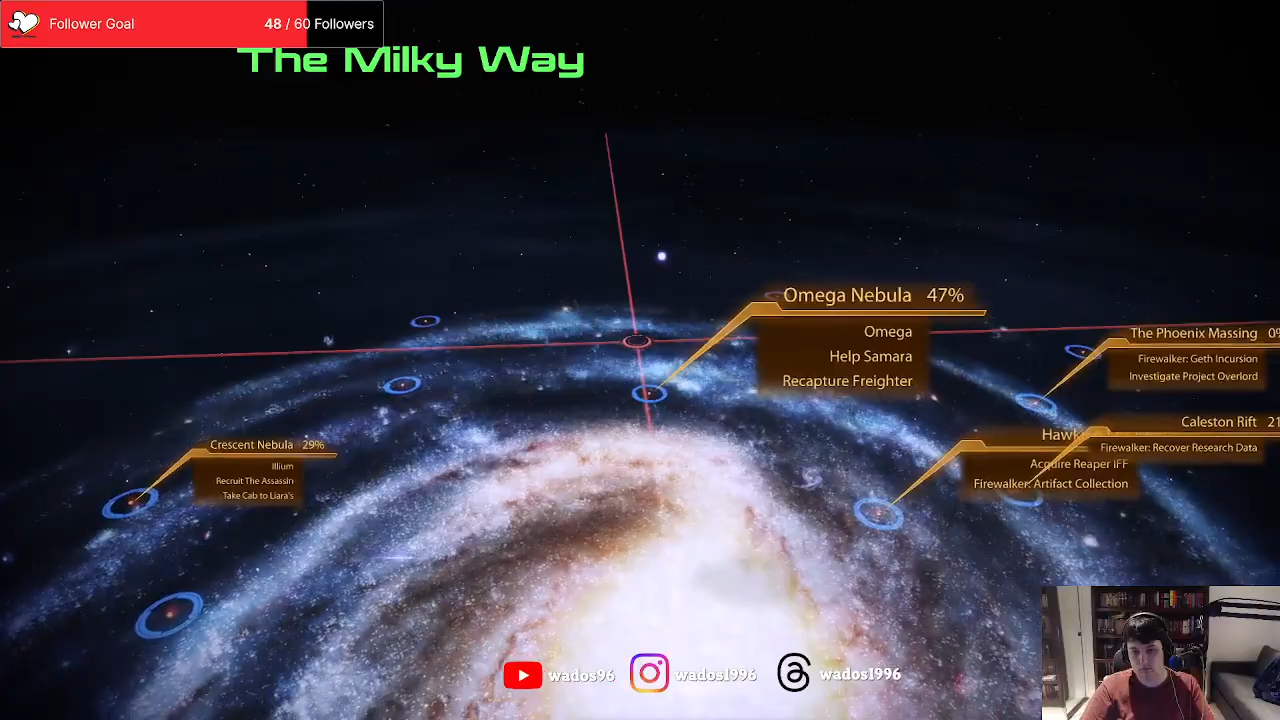 Follower Goal 48 / 60 Followers
The Milky Way
Omega Nebula 47%
Omega
Help Samara
Recapture Freighter
The Phoenix Massing
Firewalker: Geth Incursion
Investigate Project Overlord
Caleston Rift
Firewalker: Recover Research Data
Acquire Reaper IFF
Firewalker: Artifact Collection
Crescent Nebula 29%
Illium
Recruit The Assassin
Take Cab to Liara's
wados96 wados1996 wados1996